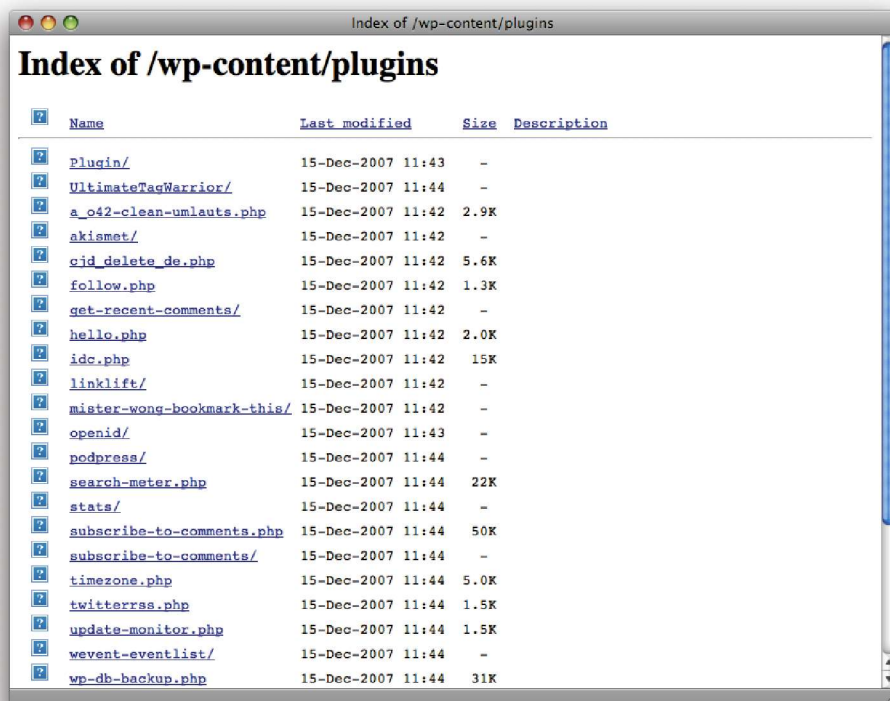 Index of /wp-content/plugins
Index of /wp-content/plugins
Name Last modified Size Description
Plugin/ 15-Dec-2007 11:43 -
UltimateTagWarrior/ 15-Dec-2007 11:44 -
a_o42-clean-umlauts.php 15-Dec-2007 11:42 2.9K
akismet/ 15-Dec-2007 11:42 -
cjd_delete_de.php 15-Dec-2007 11:42 5.6K
follow.php 15-Dec-2007 11:42 1.3K
get-recent-comments/ 15-Dec-2007 11:42 -
hello.php 15-Dec-2007 11:42 2.0K
idc.php 15-Dec-2007 11:42 15K
linklift/ 15-Dec-2007 11:42 -
mister-wong-bookmark-this/ 15-Dec-2007 11:42 -
openid/ 15-Dec-2007 11:43 -
podpress/ 15-Dec-2007 11:44 -
search-meter.php 15-Dec-2007 11:44 22K
stats/ 15-Dec-2007 11:44 -
subscribe-to-comments.php 15-Dec-2007 11:44 50K
subscribe-to-comments/ 15-Dec-2007 11:44 -
timezone.php 15-Dec-2007 11:44 5.0K
twitterrss.php 15-Dec-2007 11:44 1.5K
update-monitor.php 15-Dec-2007 11:44 1.5K
wevent-eventlist/ 15-Dec-2007 11:44 -
wp-db-backup.php 15-Dec-2007 11:44 31K